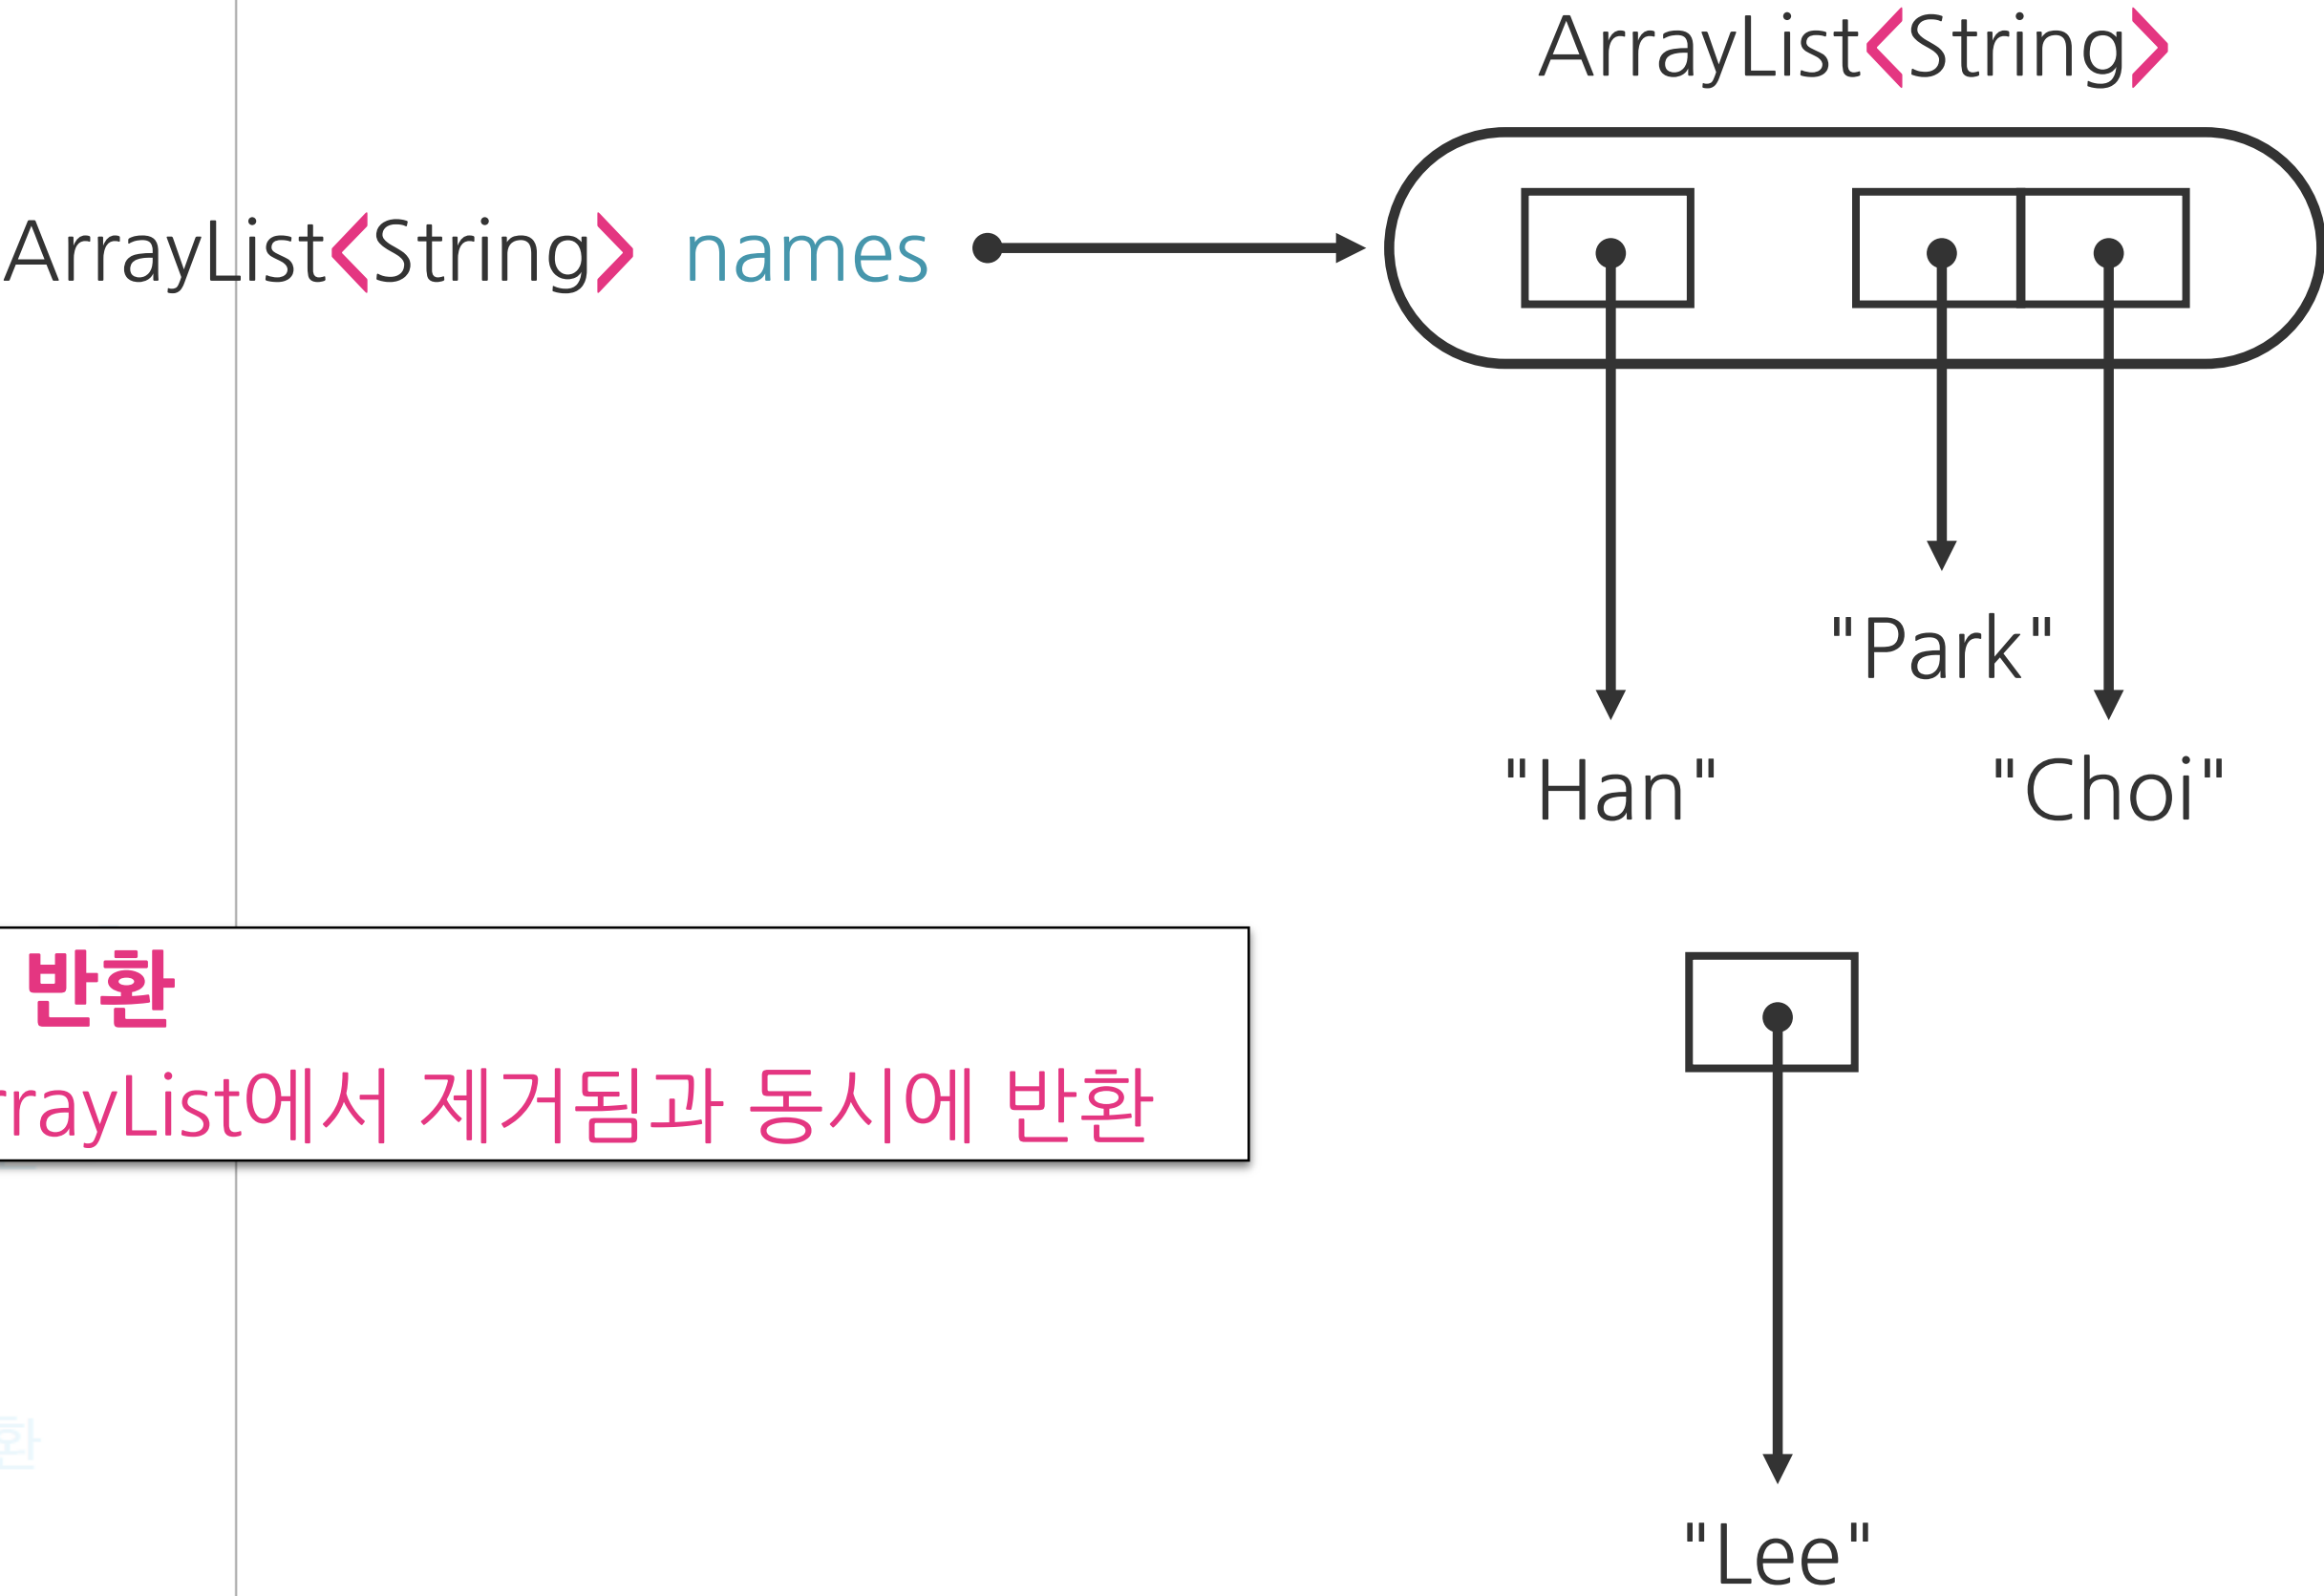 ArrayList<String>
ArrayList<String> names
"Park"
"Han" "Choi"
반환
rayList에서 제거됨과 동시에 반환
환
"Lee"